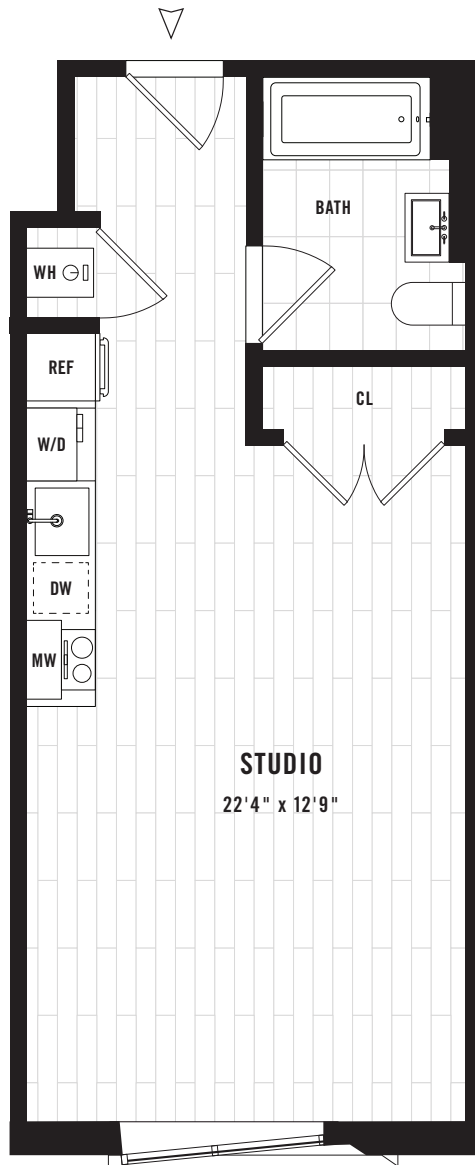 BATH
WH
REF
CL
W/D
DW
MW
STUDIO
22'4" x 12'9"